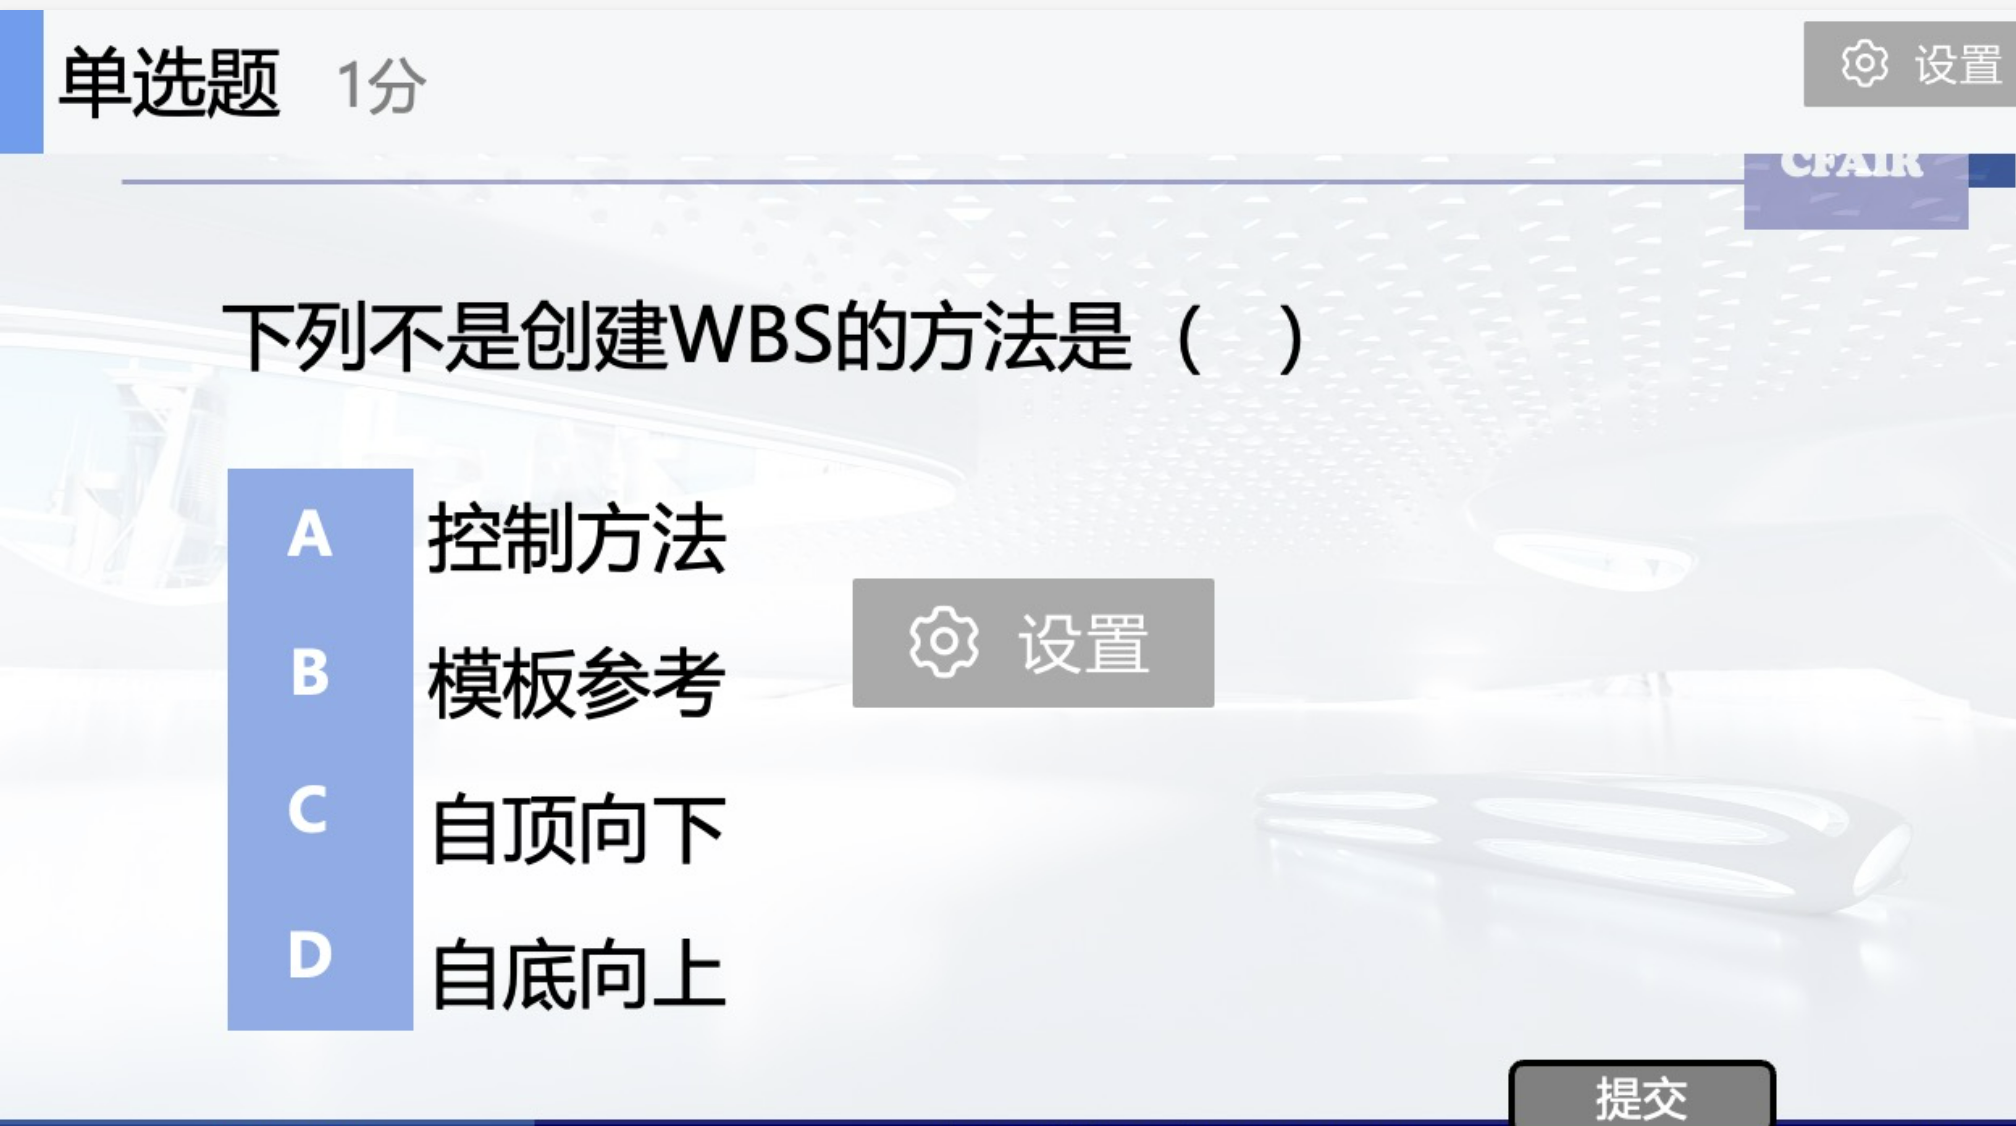 单选题 1分
设置
CFAIR
下列不是创建WBS的方法是（ ）
A 控制方法
B 模板参考
设置
C 自顶向下
D 自底向上
提交